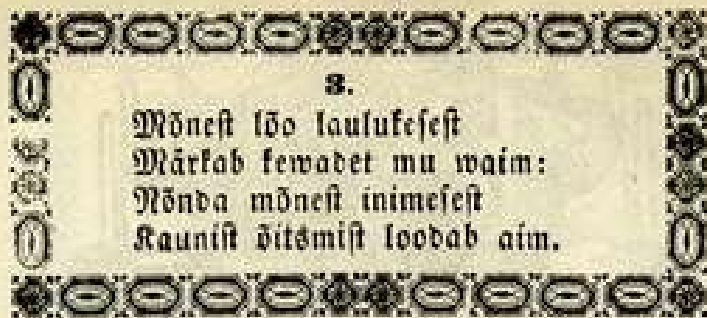 3.
Mõnest lõo laulukesest
Märkab kewadet mu waim:
Nõnda mõnest inimesest
Kaunist õitsmist loodab aim.